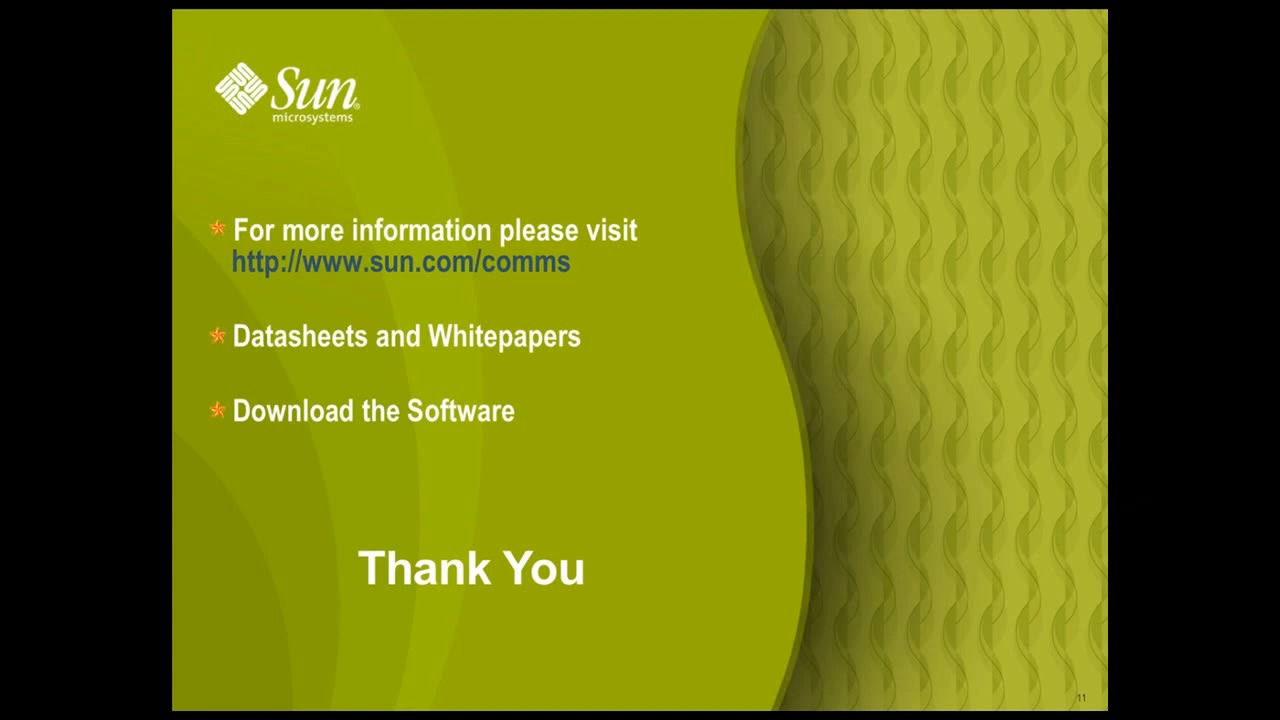 Sun
microsystems
For more information please visit
http://www.sun.com/comms
Datasheets and Whitepapers
Download the Software
Thank You
11